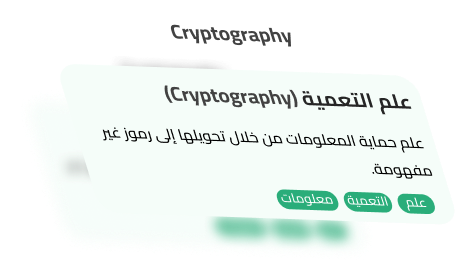 Cryptography
علم التعمية (Cryptography)
علم حماية المعلومات من خلال تحويلها إلى رموز غير
مفهومة.
علم التعمية معلومات